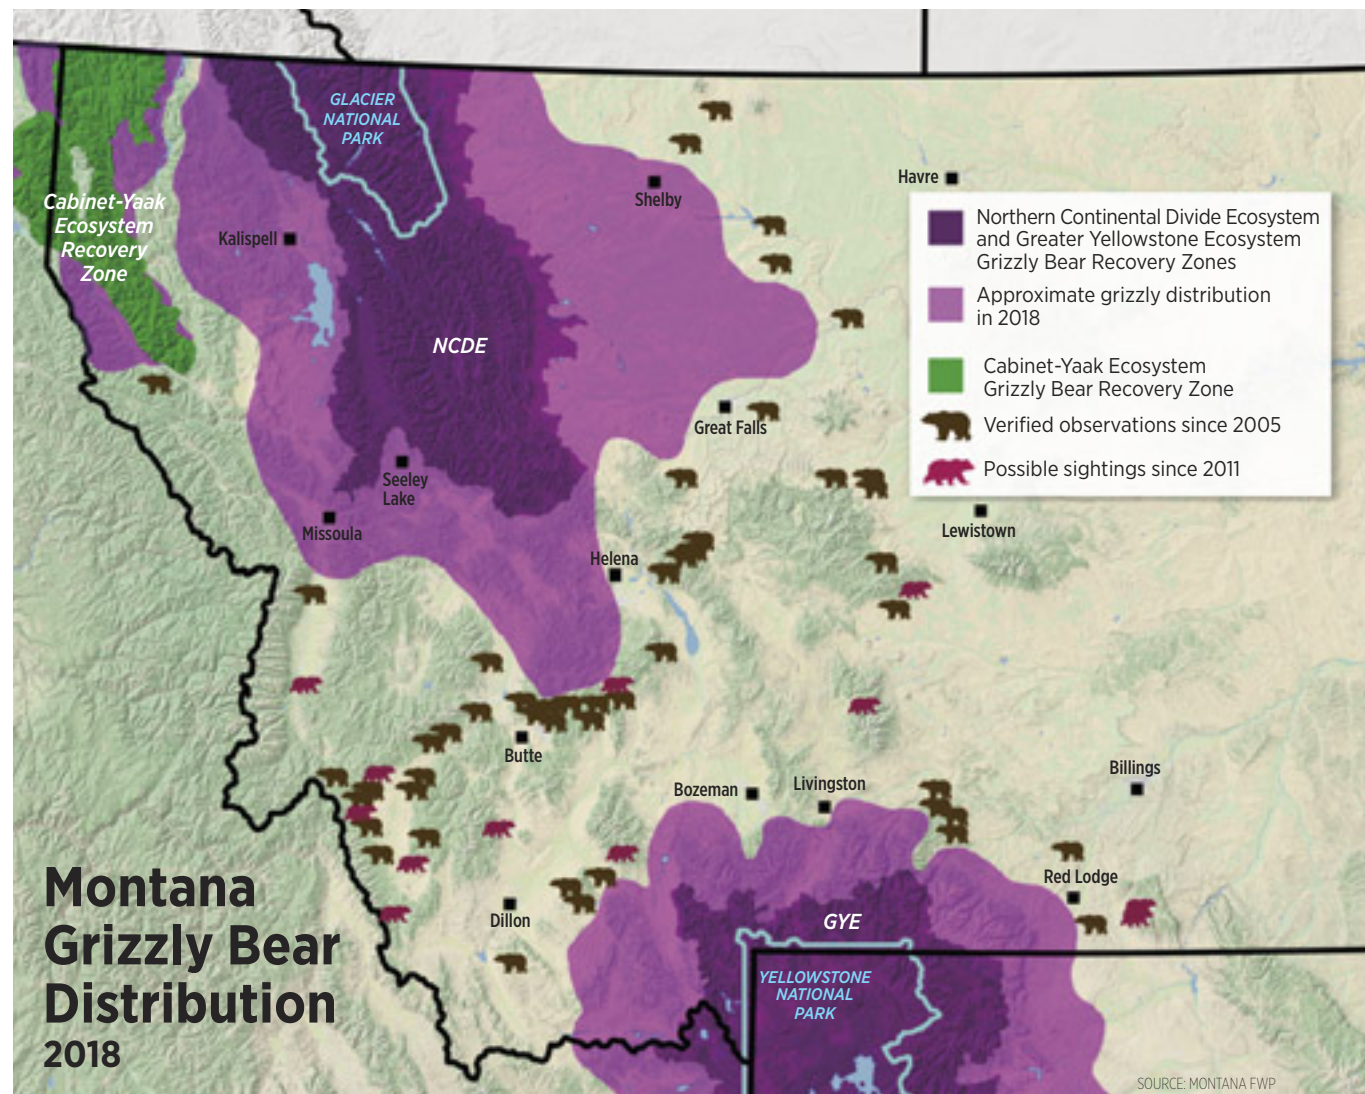 GLACIER
NATIONAL
PARK
Havre
Shelby
Cabinet-Yaak
Ecosystem
Recovery
Zone
Kalispell
Northern Continental Divide Ecosystem
and Greater Yellowstone Ecosystem
Grizzly Bear Recovery Zones
Approximate grizzly distribution
in 2018
Cabinet-Yaak Ecosystem
Grizzly Bear Recovery Zone
Verified observations since 2005
Possible sightings since 2011
NCDE
Great Falls
Seeley
Lake
Missoula
Lewistown
Helena
Butte
Bozeman
Livingston
Billings
Red Lodge
Dillon
GYE
YELLOWSTONE
NATIONAL
PARK
Montana
Grizzly Bear
Distribution
2018
SOURCE: MONTANA FWP